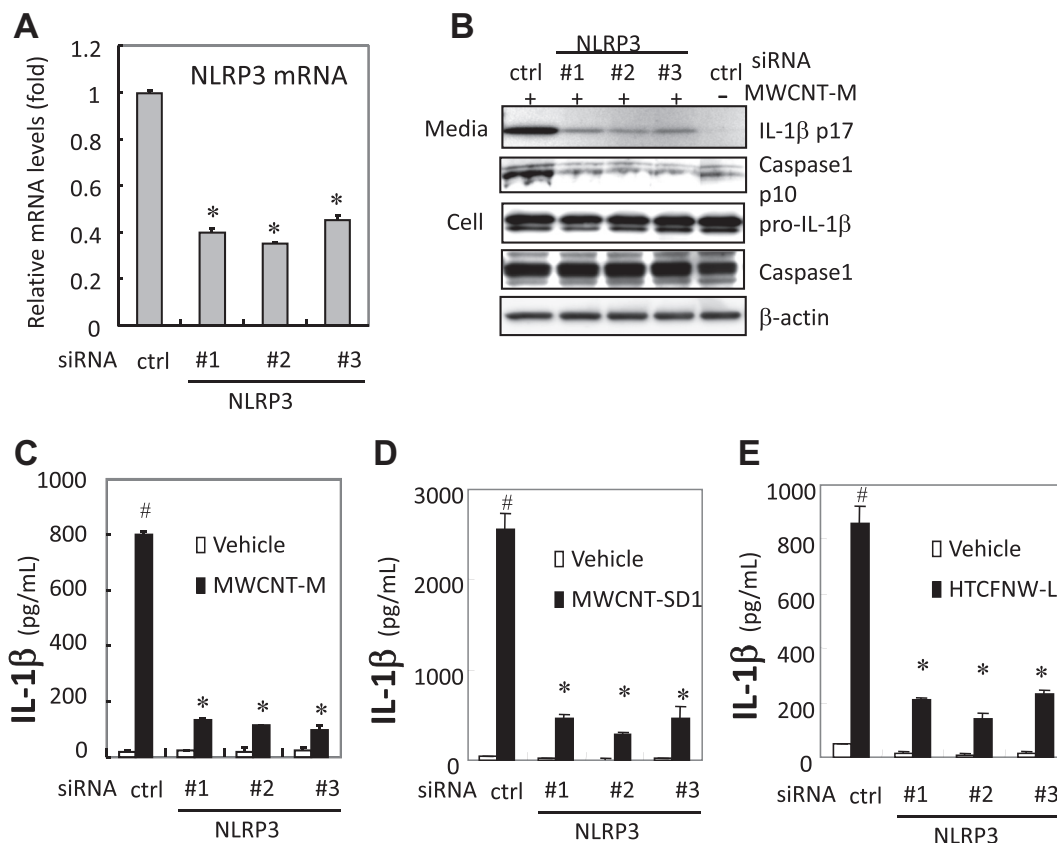 A
NLRP3 mRNA
Relative mRNA levels (fold)
1.2
1
0.8
0.6
0.4
0.2
0
*
*
*
siRNA ctrl #1 #2 #3
NLRP3
B
NLRP3
ctrl #1 #2 #3 ctrl siRNA
+ + + + – MWCNT-M
Media IL-1β p17
Caspase1
p10
Cell pro-IL-1β
Caspase1
β-actin
C
IL-1β (pg/mL)
1000
800
600
400
200
0
#
Vehicle
MWCNT-M
* * *
siRNA ctrl #1 #2 #3
NLRP3
D
IL-1β (pg/mL)
3000
2000
1000
0
#
Vehicle
MWCNT-SD1
* * *
siRNA ctrl #1 #2 #3
NLRP3
E
IL-1β (pg/mL)
1000
800
600
400
200
0
#
Vehicle
HTCFNW-L
* * *
siRNA ctrl #1 #2 #3
NLRP3